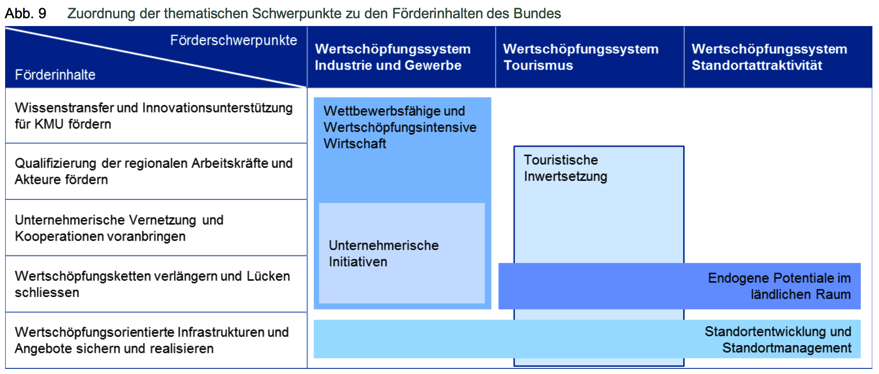 Abb. 9 Zuordnung der thematischen Schwerpunkte zu den Förderinhalten des Bundes
Förderschwerpunkte
Förderinhalte
Wertschöpfungssystem
Industrie und Gewerbe
Wertschöpfungssystem
Tourismus
Wertschöpfungssystem
Standortattraktivität
Wissenstransfer und Innovationsunterstützung
für KMU fördern
Wettbewerbsfähige und
Wertschöpfungsintensive
Wirtschaft
Qualifizierung der regionalen Arbeitskräfte und
Akteure fördern
Touristische
Inwertsetzung
Unternehmerische Vernetzung und
Kooperationen voranbringen
Unternehmerische
Initiativen
Wertschöpfungsketten verlängern und Lücken
schliessen
Endogene Potentiale im
ländlichen Raum
Wertschöpfungsorientierte Infrastrukturen und
Angebote sichern und realisieren
Standortentwicklung und
Standortmanagement